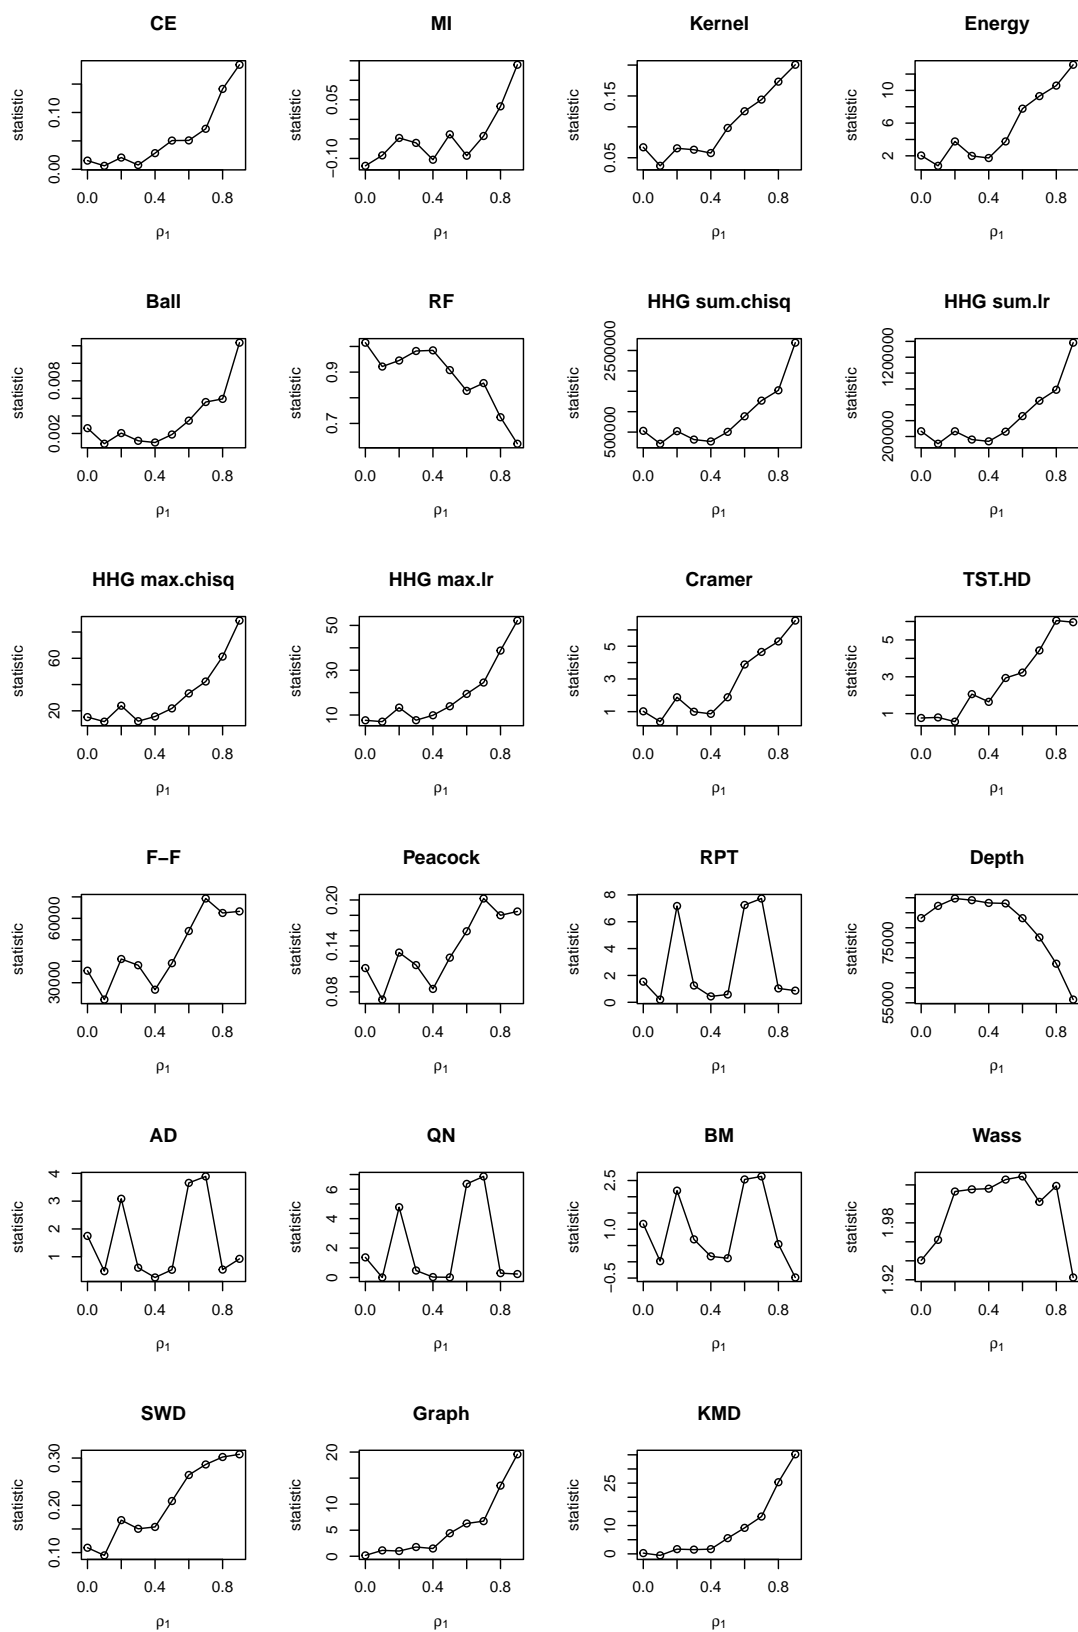 CE
statistic
0.00 0.10
0.0 0.4 0.8
ρ1
MI
statistic
−0.10 0.05
0.0 0.4 0.8
ρ1
Kernel
statistic
0.05 0.15
0.0 0.4 0.8
ρ1
Energy
statistic
2 6 10
0.0 0.4 0.8
ρ1
Ball
statistic
0.002 0.008
0.0 0.4 0.8
ρ1
RF
statistic
0.7 0.9
0.0 0.4 0.8
ρ1
HHG sum.chisq
statistic
500000 2500000
0.0 0.4 0.8
ρ1
HHG sum.lr
statistic
200000 1200000
0.0 0.4 0.8
ρ1
HHG max.chisq
statistic
20 60
0.0 0.4 0.8
ρ1
HHG max.lr
statistic
10 30 50
0.0 0.4 0.8
ρ1
Cramer
statistic
1 3 5
0.0 0.4 0.8
ρ1
TST.HD
statistic
1 3 5
0.0 0.4 0.8
ρ1
F−F
statistic
30000 60000
0.0 0.4 0.8
ρ1
Peacock
statistic
0.08 0.14 0.20
0.0 0.4 0.8
ρ1
RPT
statistic
0 2 4 6 8
0.0 0.4 0.8
ρ1
Depth
statistic
55000 75000
0.0 0.4 0.8
ρ1
AD
statistic
1 2 3 4
0.0 0.4 0.8
ρ1
QN
statistic
0 2 4 6
0.0 0.4 0.8
ρ1
BM
statistic
−0.5 1.0 2.5
0.0 0.4 0.8
ρ1
Wass
statistic
1.92 1.98
0.0 0.4 0.8
ρ1
SWD
statistic
0.10 0.20 0.30
0.0 0.4 0.8
ρ1
Graph
statistic
0 5 10 20
0.0 0.4 0.8
ρ1
KMD
statistic
0 10 25
0.0 0.4 0.8
ρ1